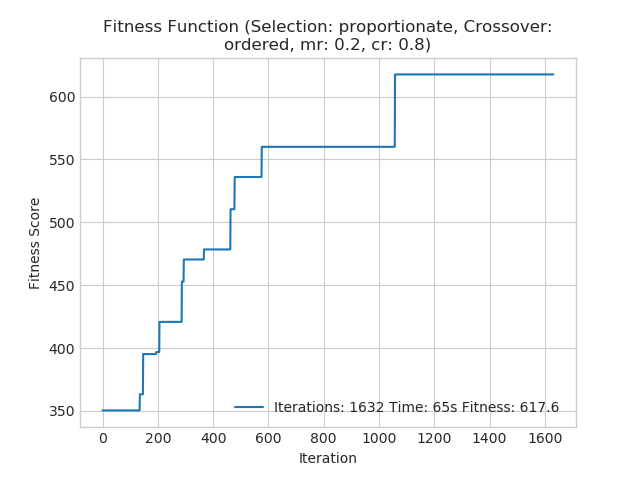 Fitness Function (Selection: proportionate, Crossover:
ordered, mr: 0.2, cr: 0.8)
Fitness Score
600
550
500
450
400
350
Iterations: 1632 Time: 65s Fitness: 617.6
0 200 400 600 800 1000 1200 1400 1600
Iteration